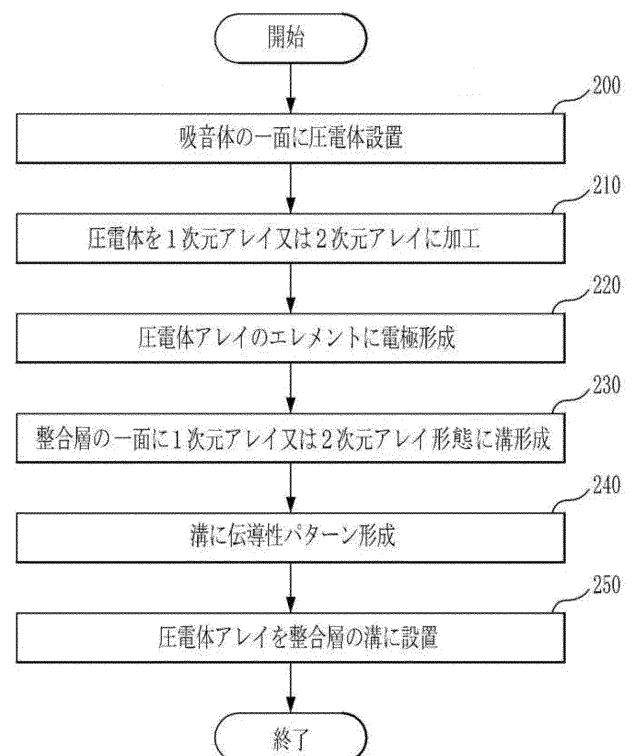 開始
200
吸音体の一面に圧電体設置
210
圧電体を1次元アレイ又は2次元アレイに加工
220
圧電体アレイのエレメントに電極形成
230
整合層の一面に1次元アレイ又は2次元アレイ形態に溝形成
240
溝に伝導性パターン形成
250
圧電体アレイを整合層の溝に設置
終了